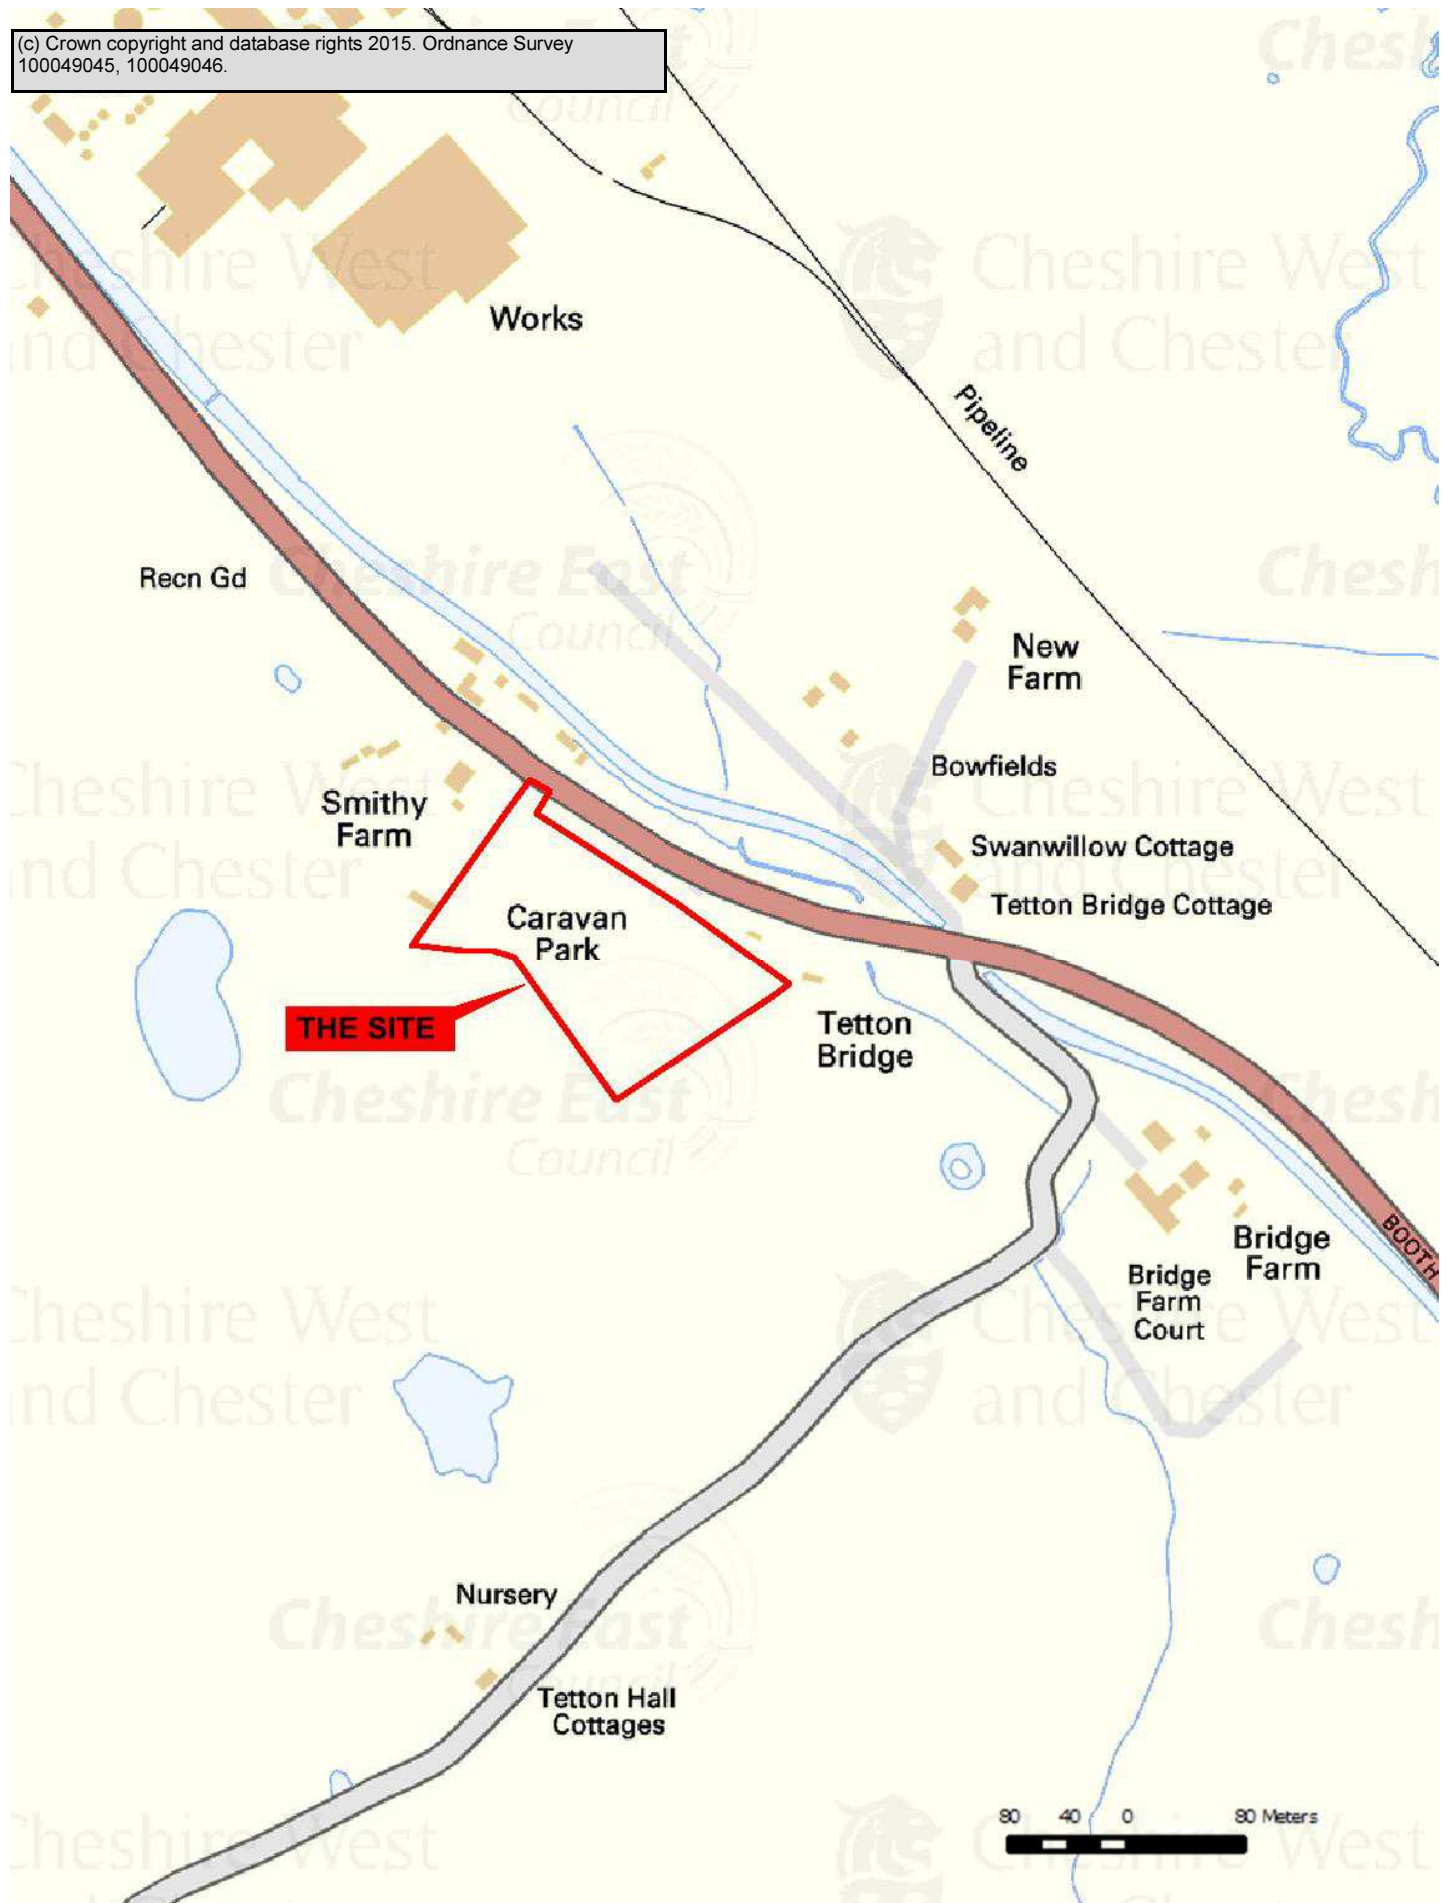 (c) Crown copyright and database rights 2015. Ordnance Survey
100049045, 100049046.
Works
Pipeline
Recn Gd
New
Farm
Bowfields
Smithy
Farm
Swanwillow Cottage
Tetton Bridge Cottage
Caravan
Park
THE SITE
Tetton
Bridge
BOOTH
Bridge
Farm
Bridge
Farm
Court
Nursery
Tetton Hall
Cottages
80 40 0 80 Meters
Cheshire East
Council
Cheshire West
and Chester